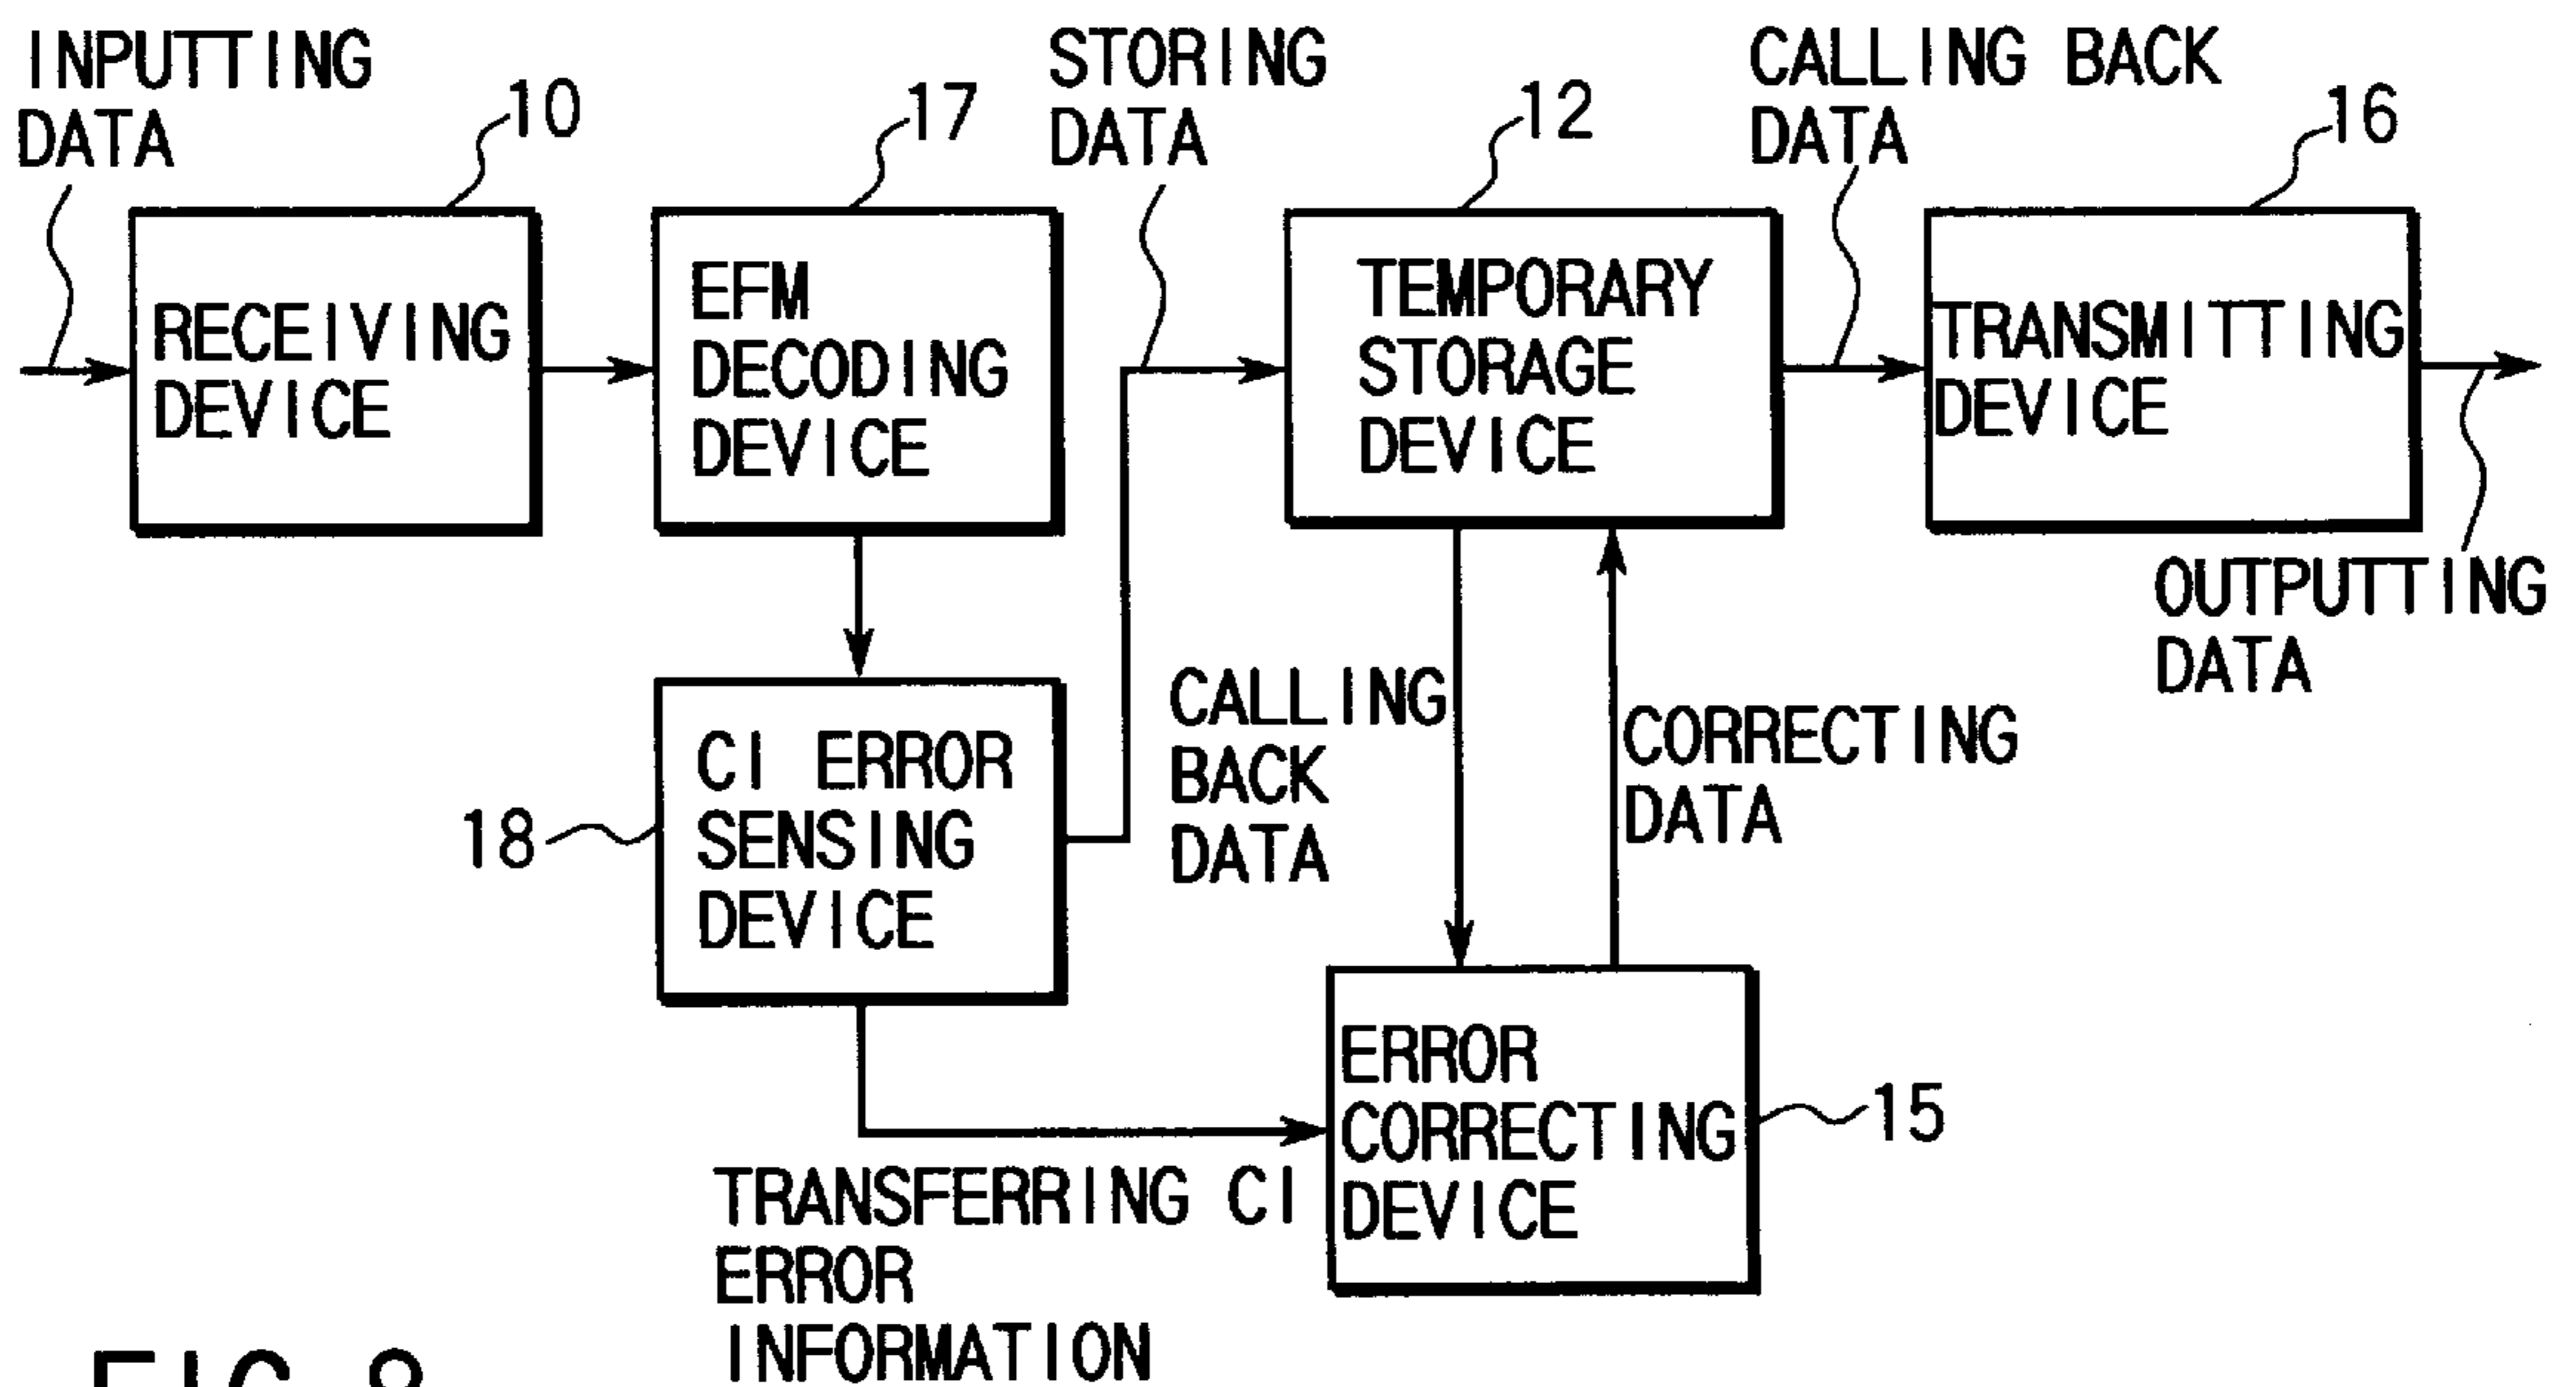 INPUTTING
DATA
10
17
STORING
DATA
12
CALLING BACK
DATA
16
RECEIVING
DEVICE
EFM
DECODING
DEVICE
TEMPORARY
STORAGE
DEVICE
TRANSMITTING
DEVICE
OUTPUTTING
DATA
18
CI ERROR
SENSING
DEVICE
CALLING
BACK
DATA
CORRECTING
DATA
ERROR
CORRECTING
DEVICE
15
TRANSFERRING CI
ERROR
INFORMATION
FIG.8